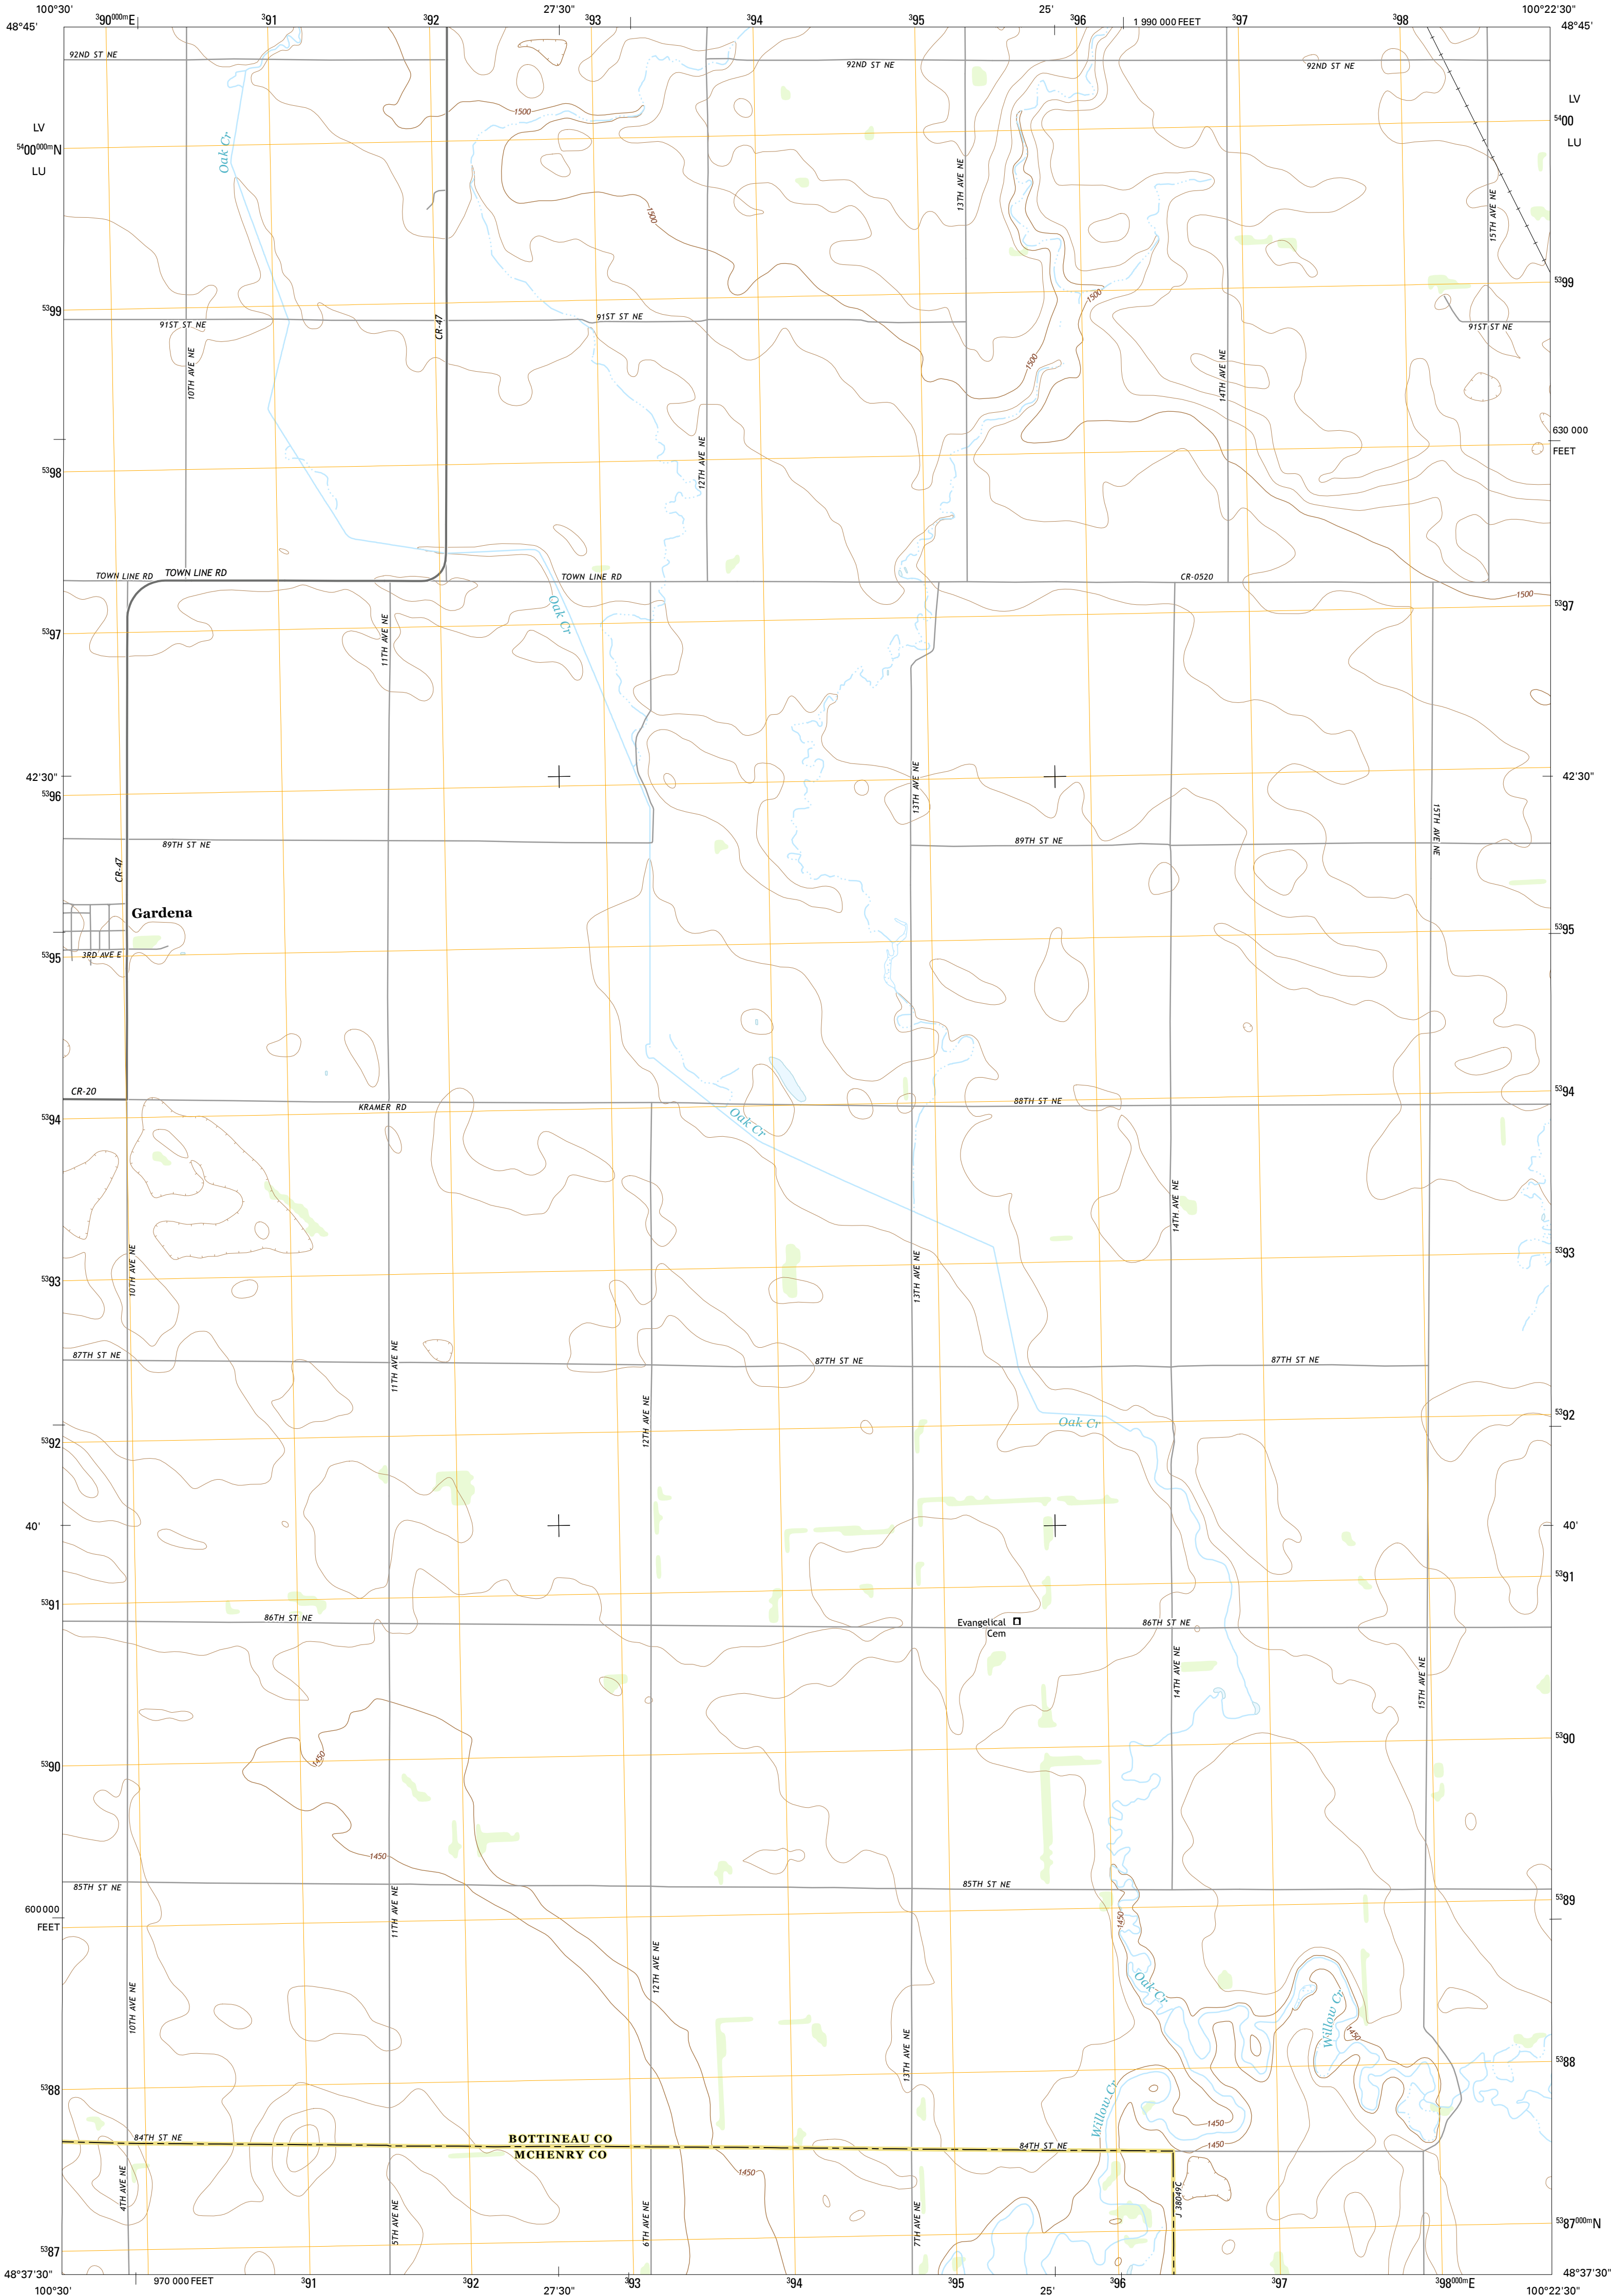 100°30' 390000mE 391 392 27'30" 393 394 395 25' 396 1 990 000 FEET 397 398 100°22'30"
48°45' 48°45'
92ND ST NE 92ND ST NE 92ND ST NE
LV LV
1500
5400 
5400000mN
LU LU
Oak Cr
13TH AVE NE
15TH AVE NE
1500
5399
1500
5399
91ST ST NE 91ST ST NE 91ST ST NE
CR-47
1500
10TH AVE NE
14TH AVE NE
630 000
FEET
12TH AVE NE
5398
TOWN LINE RD TOWN LINE RD TOWN LINE RD CR-0520
1500
5397
Oak Cr
5397
11TH AVE NE
42'30" 42'30"
13TH AVE NE
5396
15TH AVE NE
89TH ST NE 89TH ST NE
CR-47
Gardena
5395
3RD AVE E
5395
CR-20
5394
KRAMER RD 88TH ST NE
5394
Oak Cr
14TH AVE NE
5393
10TH AVE NE
13TH AVE NE
5393
87TH ST NE 87TH ST NE 87TH ST NE
11TH AVE NE
5392
Oak Cr
12TH AVE NE
5392
40' 40'
5391
5391
86TH ST NE Evangelical 86TH ST NE
Cem
14TH AVE NE
15TH AVE NE
5390
1450
5390
1450
85TH ST NE 85TH ST NE
5389
600 000
FEET
11TH AVE NE
1450
12TH AVE NE
Oak Cr
10TH AVE NE
Willow Cr
1450
13TH AVE NE
5388
5388
Willow Cr
1450
84TH ST NE BOTTINEAU CO 84TH ST NE 1450
MCHENRY CO
1450
4TH AVE NE
J 38049C
5TH AVE NE 6TH AVE NE 7TH AVE NE
5387000mN
5387
48°37'30" 48°37'30"
100°30' 970 000 FEET 391 392 27'30" 393 394 395 25' 396 397 398000mE 100°22'30"